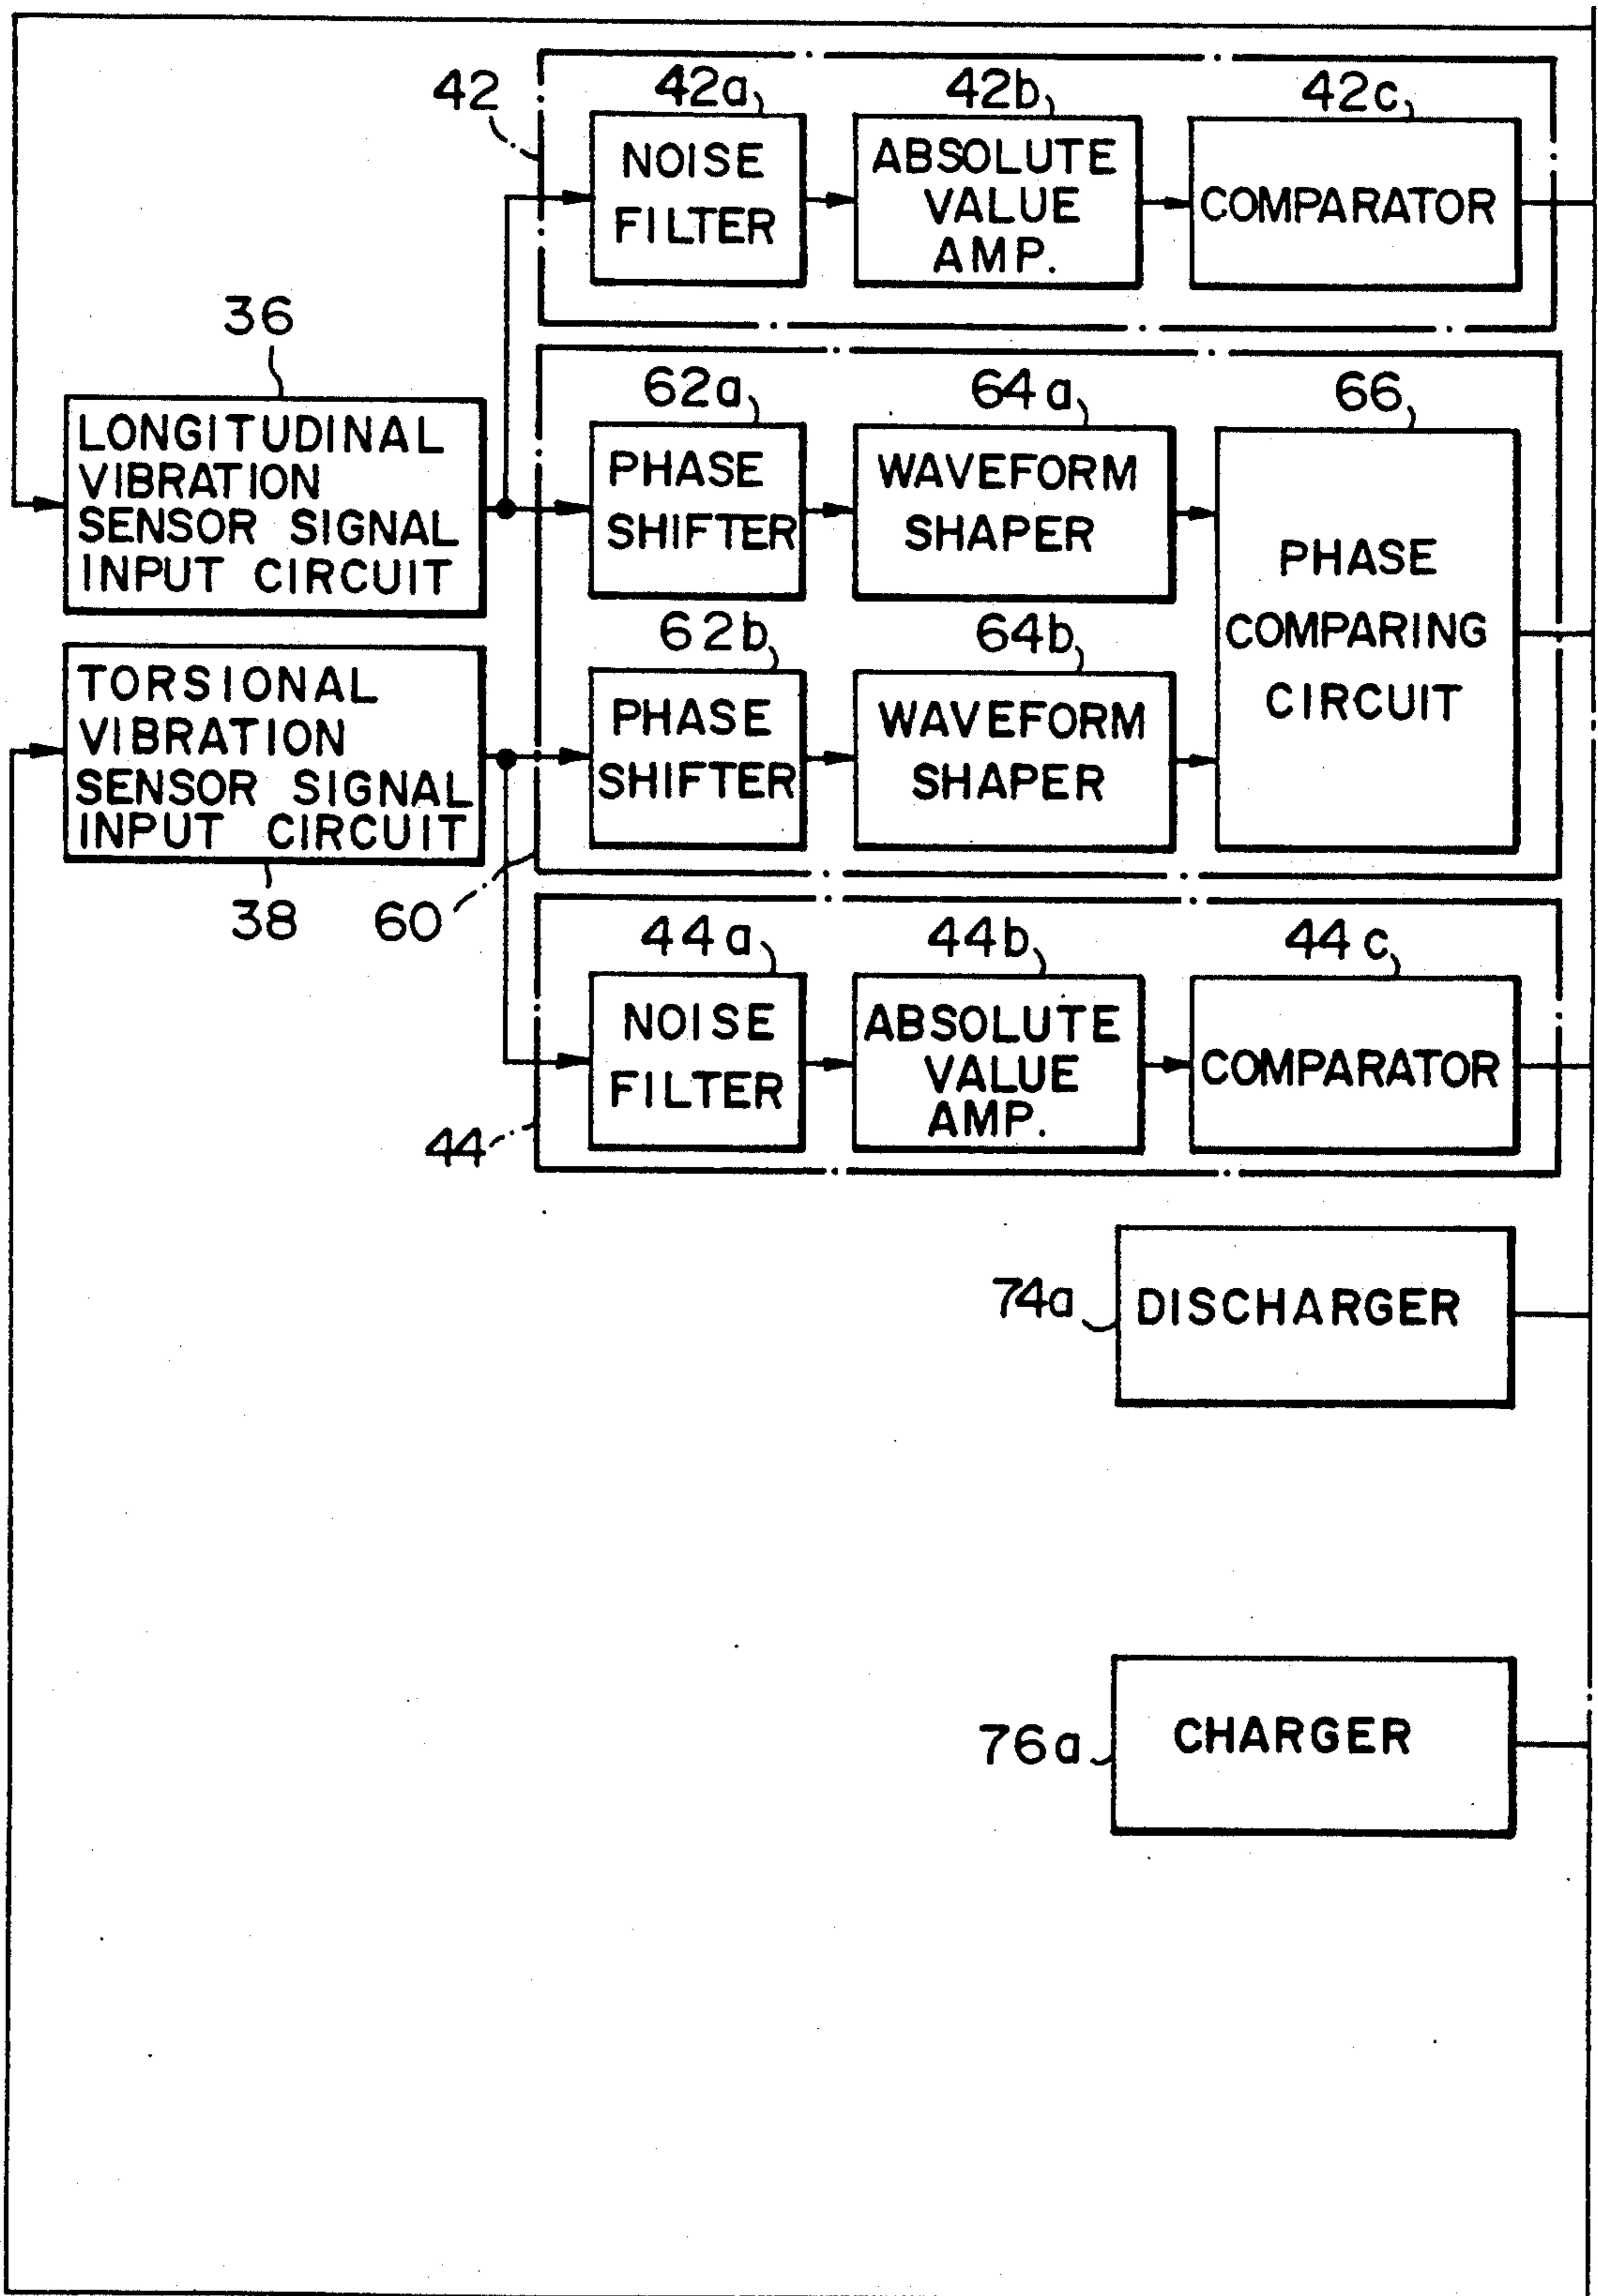 42
42a
42b
42c
NOISE
FILTER
ABSOLUTE
VALUE
AMP.
COMPARATOR
36
LONGITUDINAL
VIBRATION
SENSOR SIGNAL
INPUT CIRCUIT
62a
64a
66
PHASE
SHIFTER
WAVEFORM
SHAPER
PHASE
COMPARING
CIRCUIT
62b
64b
TORSIONAL
VIBRATION
SENSOR SIGNAL
INPUT CIRCUIT
PHASE
SHIFTER
WAVEFORM
SHAPER
38
60
44a
44b
44c
NOISE
FILTER
ABSOLUTE
VALUE
AMP.
COMPARATOR
44
74a
DISCHARGER
76a
CHARGER